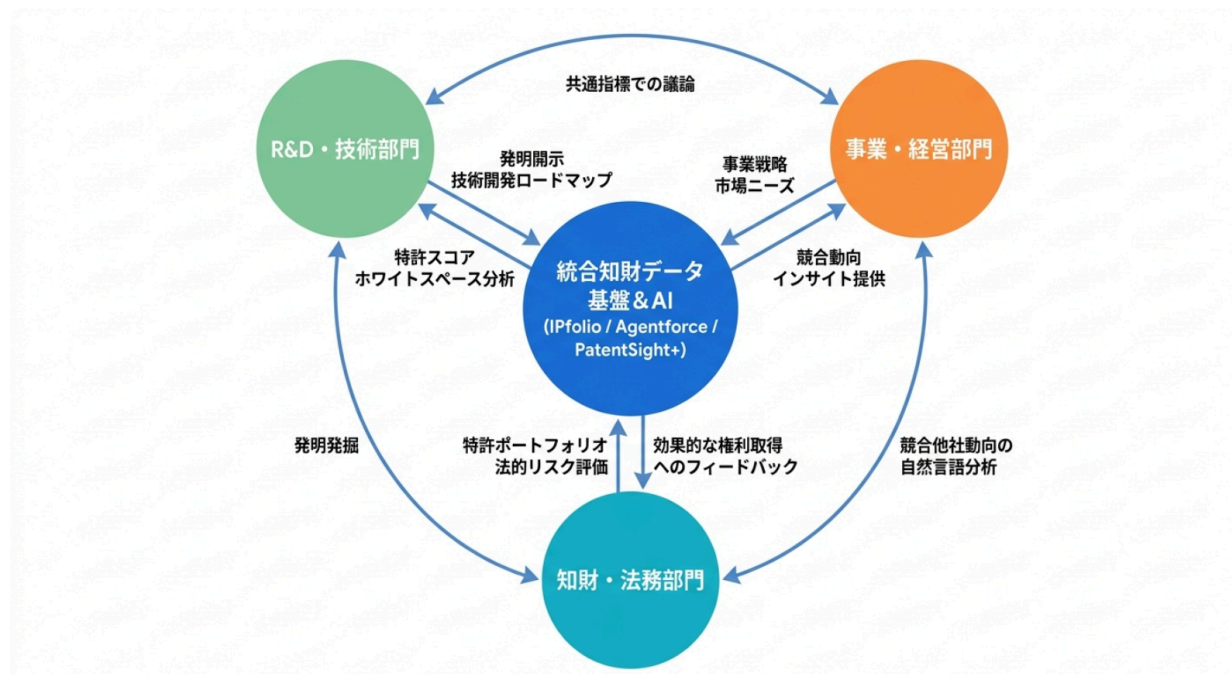 共通指標での議論
R&D・技術部門
事業・経営部門
発明開示
技術開発ロードマップ
事業戦略
市場ニーズ
特許スコア
ホワイトスペース分析
競合動向
インサイト提供
統合知財データ
基盤&AI
(IPfolio / Agentforce /
PatentSight+)
発明発掘
特許ポートフォリオ
法的リスク評価
効果的な権利取得
へのフィードバック
競合他社動向の
自然言語分析
知財・法務部門